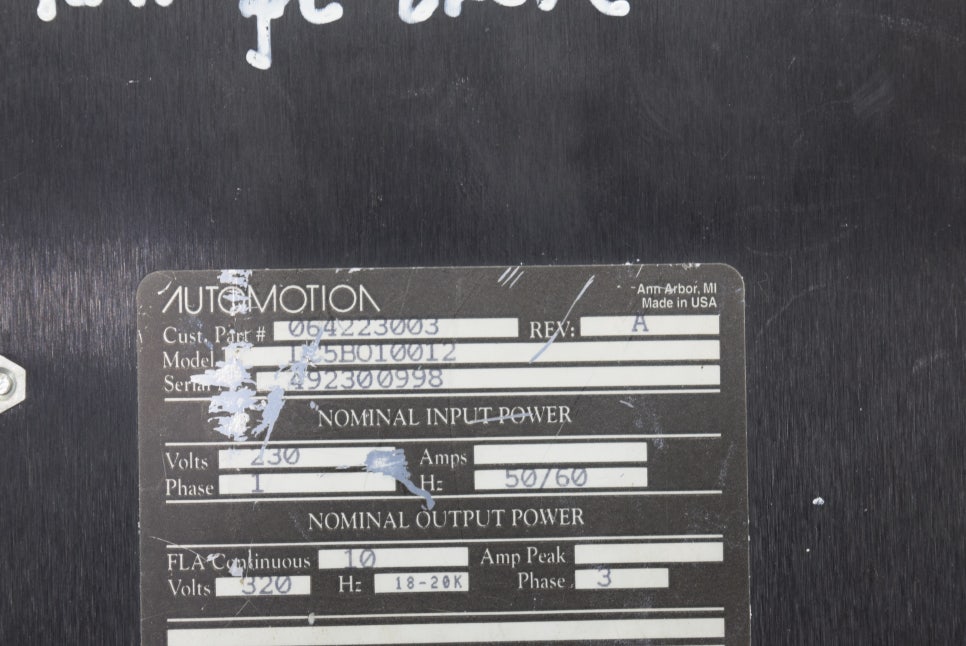 AUTOMOTION
Ann Arbor, MI
Made in USA
Cust. Part # 064223003 REV: A
Model
Serial 492300998
NOMINAL INPUT POWER
Volts 230 Amps
Phase 1 Hz 50/60
NOMINAL OUTPUT POWER
FLA Continuous 10 Amp Peak
Volts 320 Hz 18-20K Phase 3